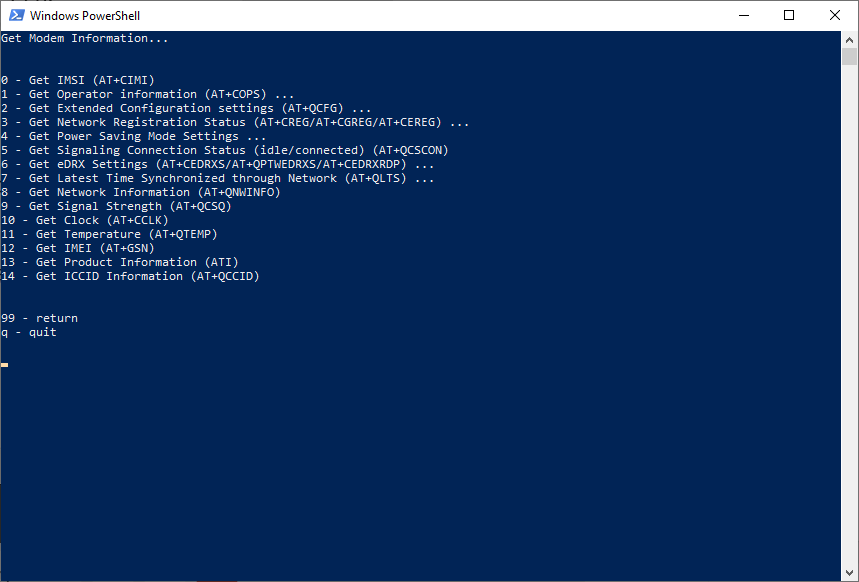 Windows PowerShell
Get Modem Information...
0 - Get IMSI (AT+CIMI)
1 - Get Operator information (AT+COPS) ...
2 - Get Extended Configuration settings (AT+QCFG) ...
3 - Get Network Registration Status (AT+CREG/AT+CGREG/AT+CEREG) ...
4 - Get Power Saving Mode Settings ...
5 - Get Signaling Connection Status (idle/connected) (AT+QCSCON)
6 - Get eDRX Settings (AT+CEDRXS/AT+QPTWEDRXS/AT+CEDRXRDP) ...
7 - Get Latest Time Synchronized through Network (AT+QLTS) ...
8 - Get Network Information (AT+QNWINFO)
9 - Get Signal Strength (AT+QCSQ)
10 - Get Clock (AT+CCLK)
11 - Get Temperature (AT+QTEMP)
12 - Get IMEI (AT+GSN)
13 - Get Product Information (ATI)
14 - Get ICCID Information (AT+QCCID)
99 - return
q - quit